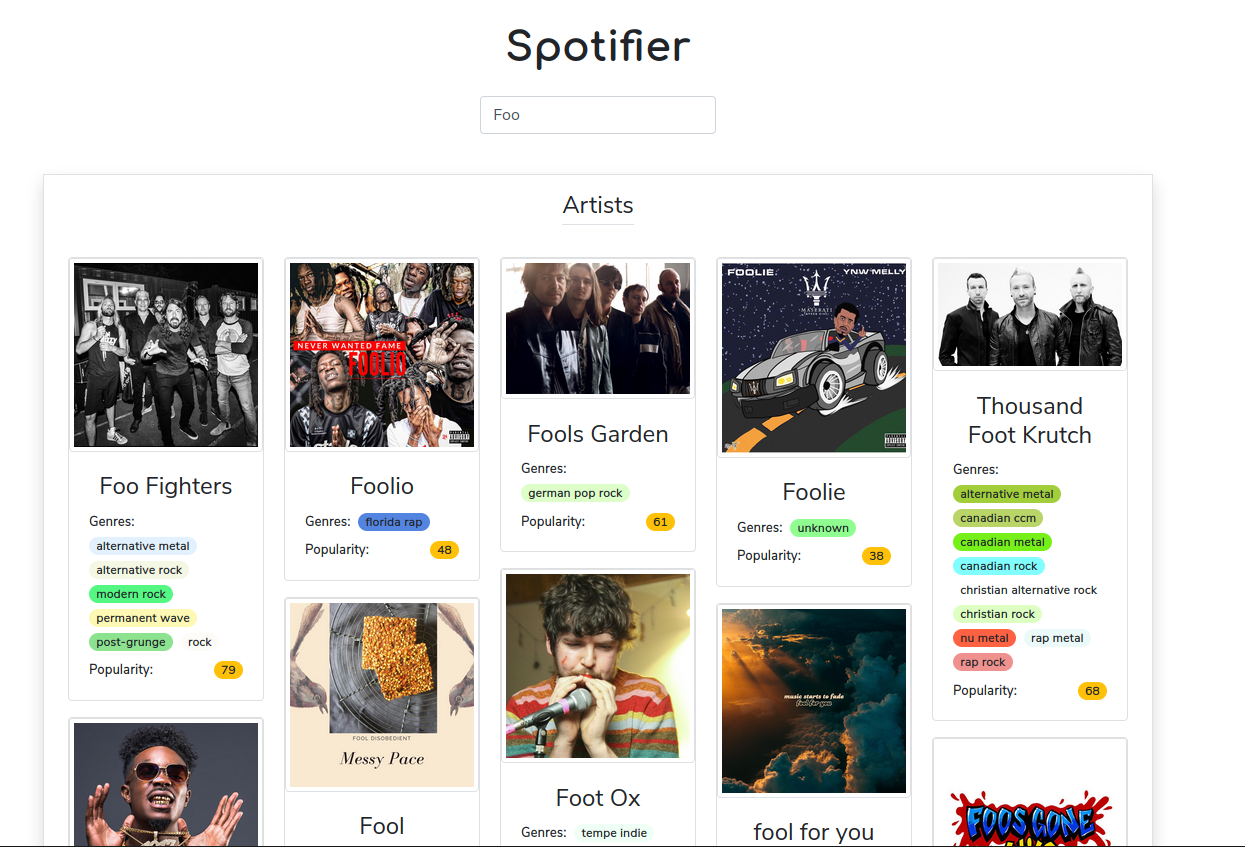 Spotifier
Foo
Artists
Foo Fighters
Genres:
alternative metal
alternative rock
modern rock
permanent wave
post-grunge rock
Popularity: 79
NEVER WANTED FAME
FOOLIO
Foolio
Genres: florida rap
Popularity: 48
FOOL DISOBEDIENT
Messy Pace
Fool
Fools Garden
Genres:
german pop rock
Popularity: 61
Foot Ox
Genres: tempe indie
FOOLIE YNW MELLY
MASERATI
Foolie
Genres: unknown
Popularity: 38
music starts to fade
fool for you
fool for you
Thousand
Foot Krutch
Genres:
alternative metal
canadian ccm
canadian metal
canadian rock
christian alternative rock
christian rock
nu metal rap metal
rap rock
Popularity: 68
FOOS GONE